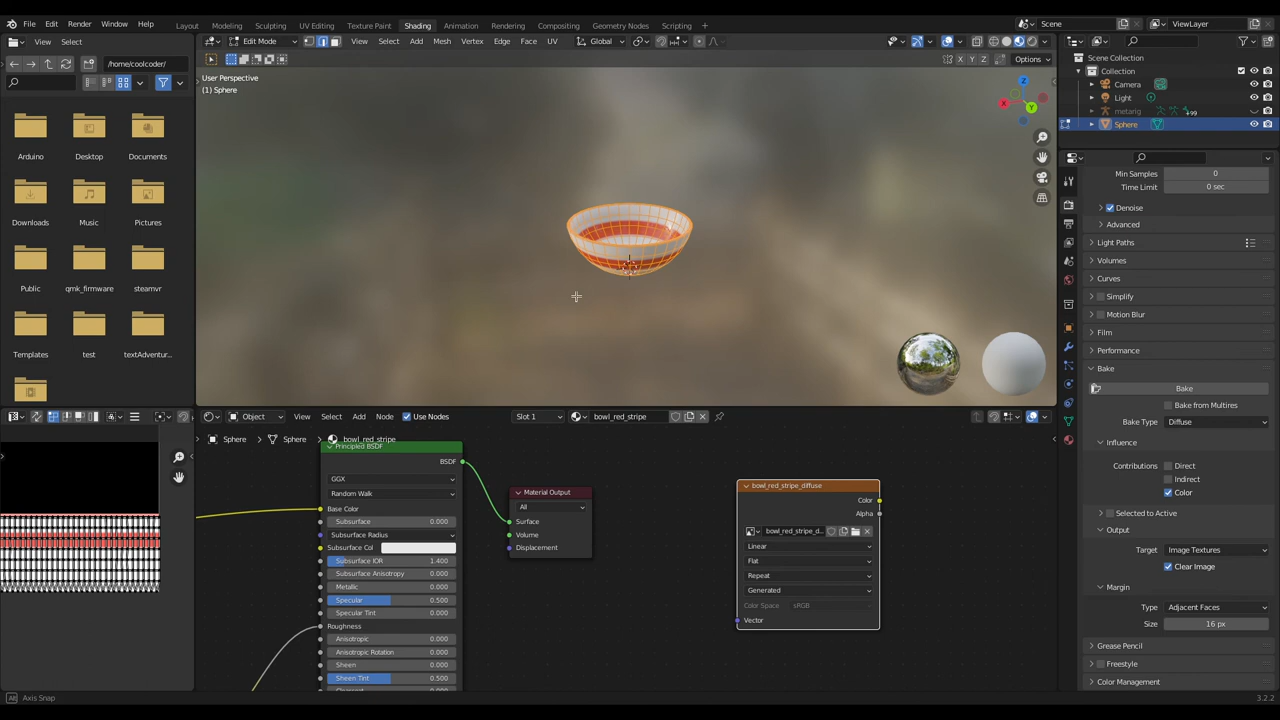 File Edit Render Window Help Layout Modeling Sculpting UV Editing Texture Paint Shading Animation Rendering Compositing Geometry Nodes Scripting + Scene ViewLayer
View Select Edit Mode View Select Add Mesh Vertex Edge Face UV Global
/home/coolcoder/ X Y Z Options
User Perspective
(1) Sphere
Scene Collection
Collection
Camera
Light
metarig 99
Sphere
Arduino Desktop Documents
Downloads Music Pictures
Public qmk_firmware steamvr
Templates test textAdventur...
Z
X
Y
Min Samples 0
Time Limit 0 sec
Denoise
Advanced
Light Paths
Volumes
Curves
Simplify
Motion Blur
Film
Performance
Bake
Bake
Bake from Multires
Bake Type Diffuse
Influence
Contributions Direct
Indirect
Color
Selected to Active
Output
Target Image Textures
Clear Image
Margin
Type Adjacent Faces
Size 16 px
Grease Pencil
Freestyle
Color Management
Object View Select Add Node Use Nodes Slot 1 bowl_red_stripe
Sphere > Sphere > bowl_red_stripe
Principled BSDF
BSDF
GGX
Random Walk
Base Color
Subsurface 0.000
Subsurface Radius
Subsurface Col
Subsurface IOR 1.400
Subsurface Anisotropy 0.000
Metallic 0.000
Specular 0.500
Specular Tint 0.000
Roughness
Anisotropic 0.000
Anisotropic Rotation 0.000
Sheen 0.000
Sheen Tint 0.500
Material Output
All
Surface
Volume
Displacement
bowl_red_stripe_diffuse
Color
Alpha
bowl_red_stripe_d...
Linear
Flat
Repeat
Generated
Color Space sRGB
Vector
Alt Axis Snap 3.2.2